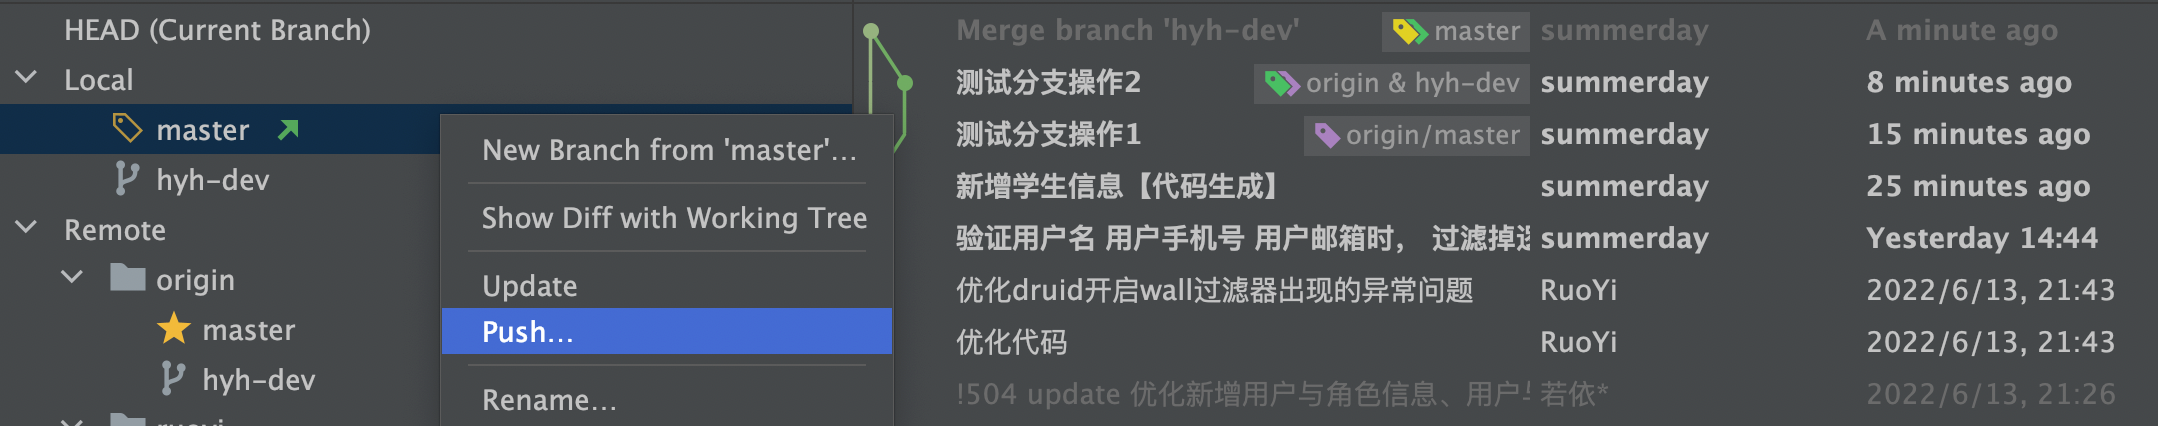 HEAD (Current Branch)
Local
master
hyh-dev
Remote
origin
master
hyh-dev
New Branch from 'master'...
Show Diff with Working Tree
Update
Push...
Rename...
Merge branch 'hyh-dev' master summerday A minute ago
测试分支操作2 origin & hyh-dev summerday 8 minutes ago
测试分支操作1 origin/master summerday 15 minutes ago
新增学生信息【代码生成】 summerday 25 minutes ago
验证用户名 用户手机号 用户邮箱时， 过滤掉 summerday Yesterday 14:44
优化druid开启wall过滤器出现的异常问题 RuoYi 2022/6/13, 21:43
优化代码 RuoYi 2022/6/13, 21:43
!504 update 优化新增用户与角色信息、用户 若依* 2022/6/13, 21:26